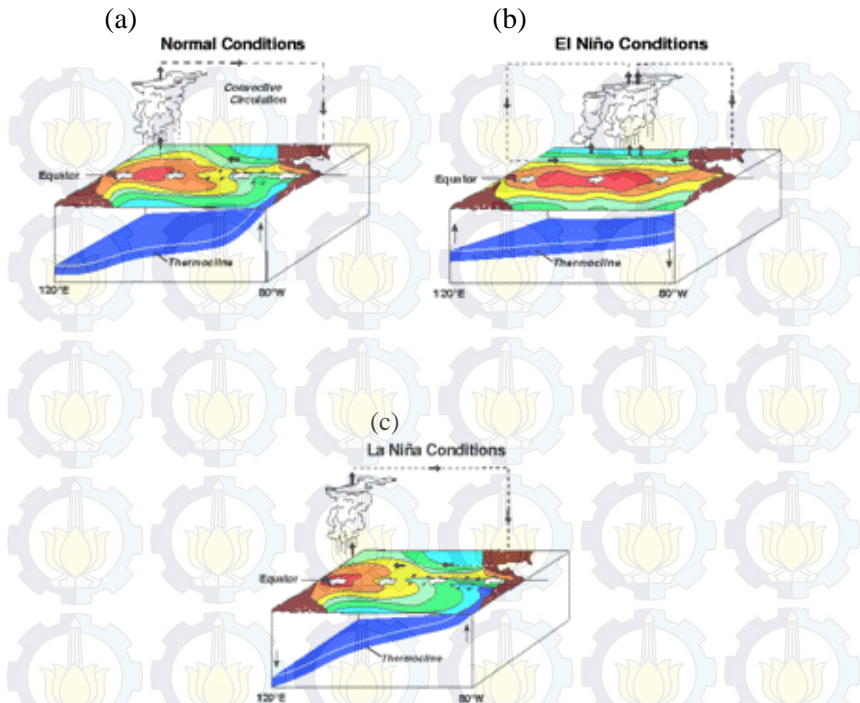 (a)
Normal Conditions
Convective
Circulation
Equator
Thermocline
120°E
80°W
(b)
El Niño Conditions
Equator
Thermocline
120°E
80°W
(c)
La Niña Conditions
Equator
Thermocline
120°E
80°W